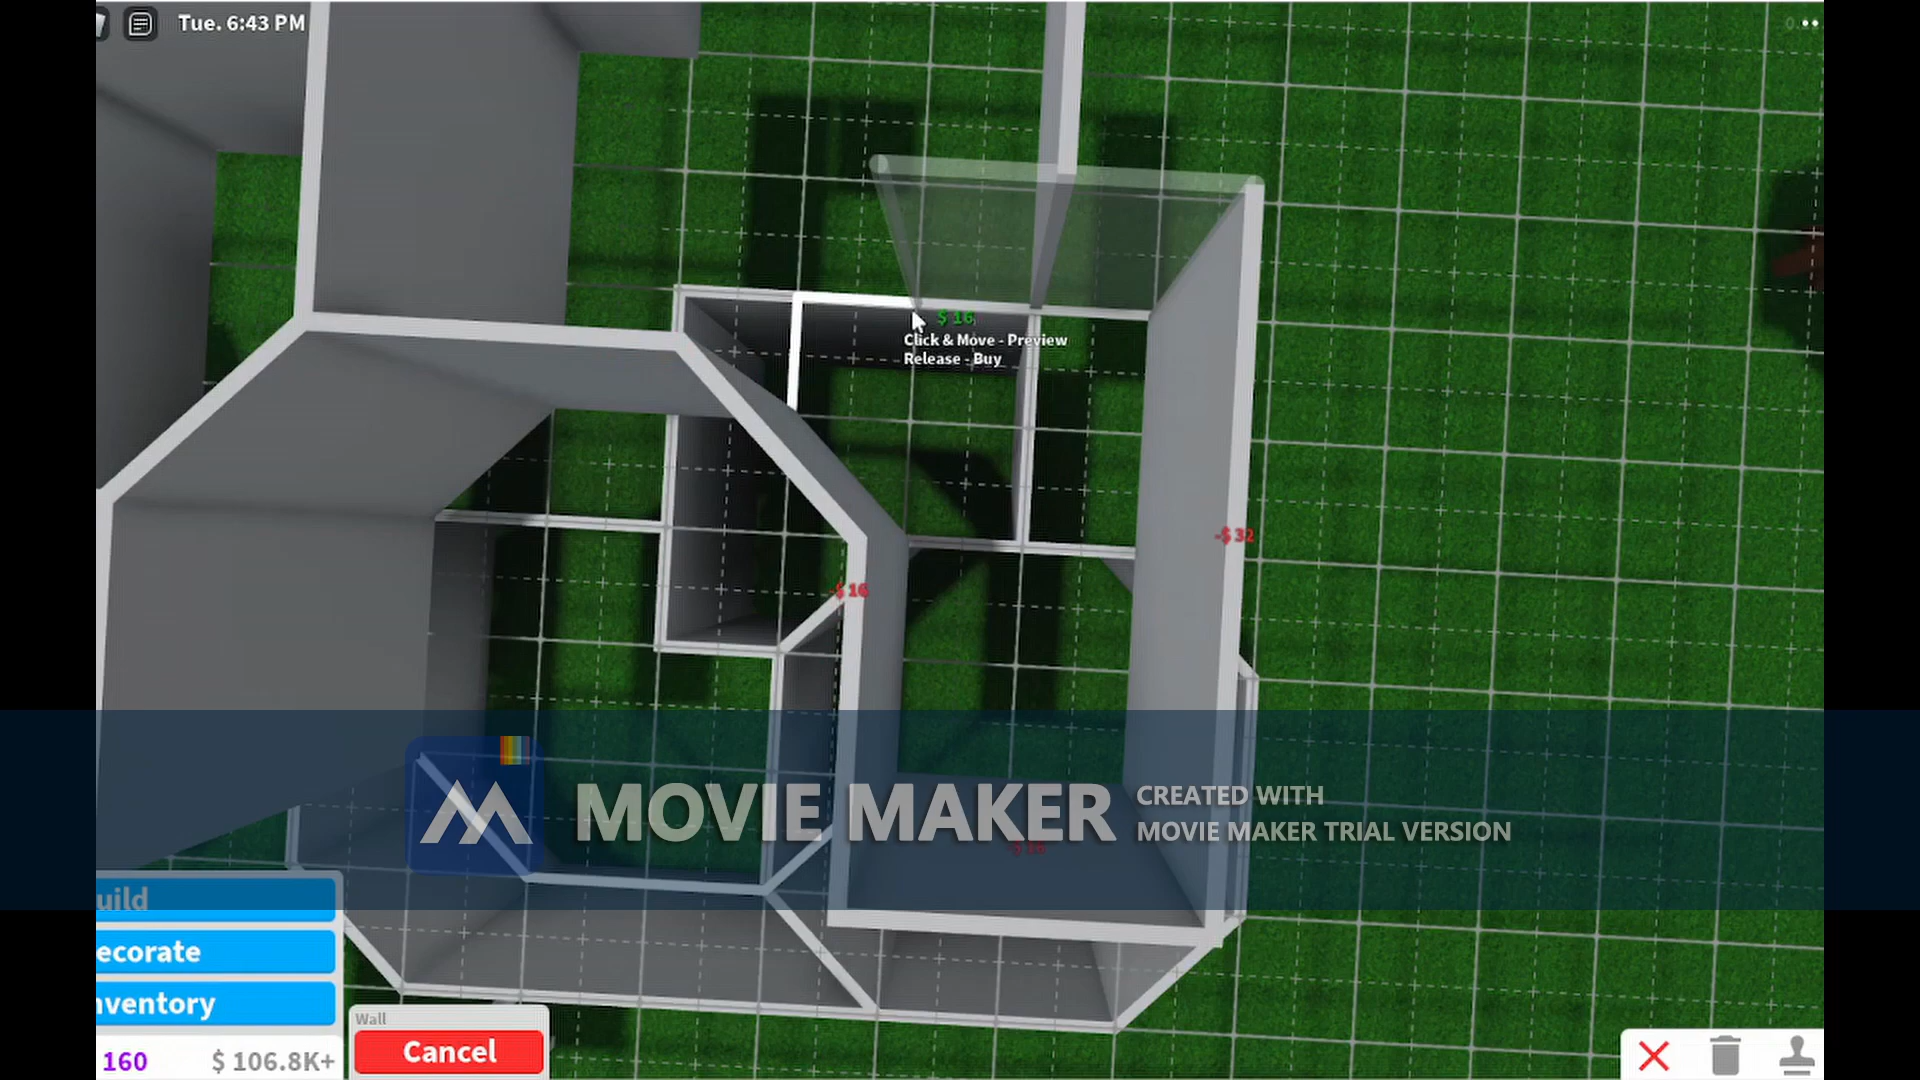 Tue. 6:43 PM
$ 16
Click & Move - Preview
Release - Buy
-$ 32
-$ 16
MOVIE MAKER
CREATED WITH
MOVIE MAKER TRIAL VERSION
-$ 16
uild
ecorate
nventory
Wall
Cancel
160
$ 106.8K+